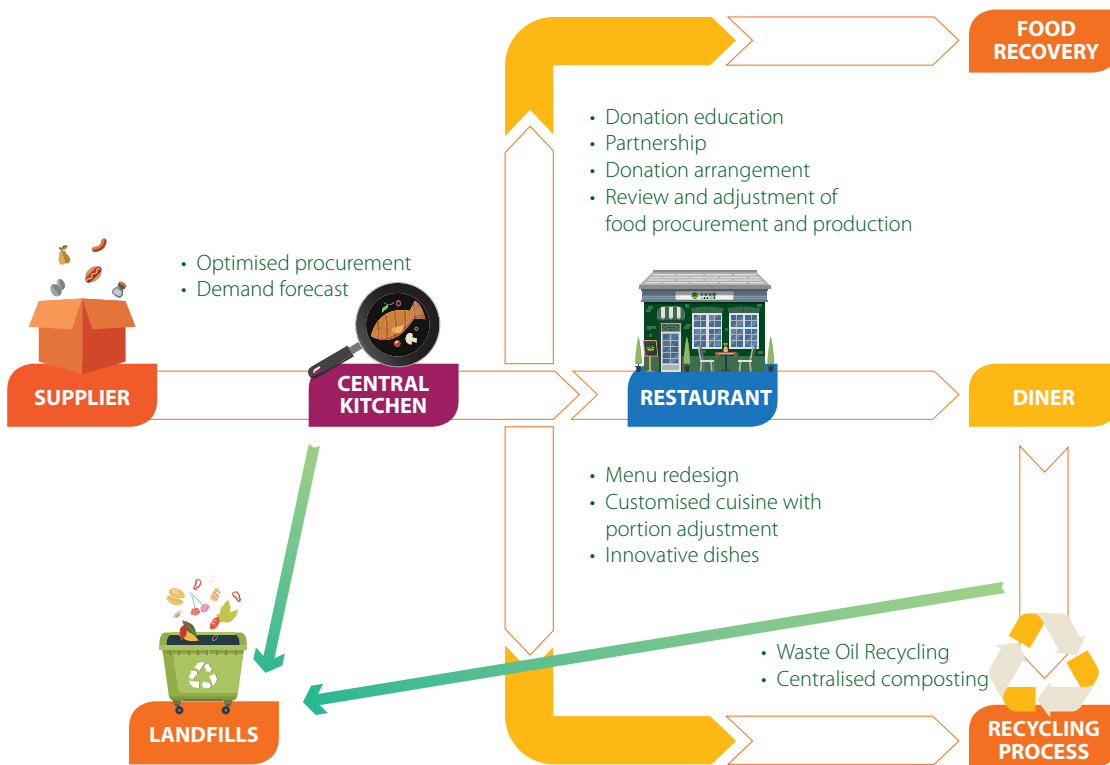 FOOD
RECOVERY
• Donation education
• Partnership
• Donation arrangement
• Review and adjustment of
food procurement and production
• Optimised procurement
• Demand forecast
SUPPLIER
CENTRAL
KITCHEN
RESTAURANT
DINER
• Menu redesign
• Customised cuisine with
portion adjustment
• Innovative dishes
• Waste Oil Recycling
• Centralised composting
LANDFILLS
RECYCLING
PROCESS